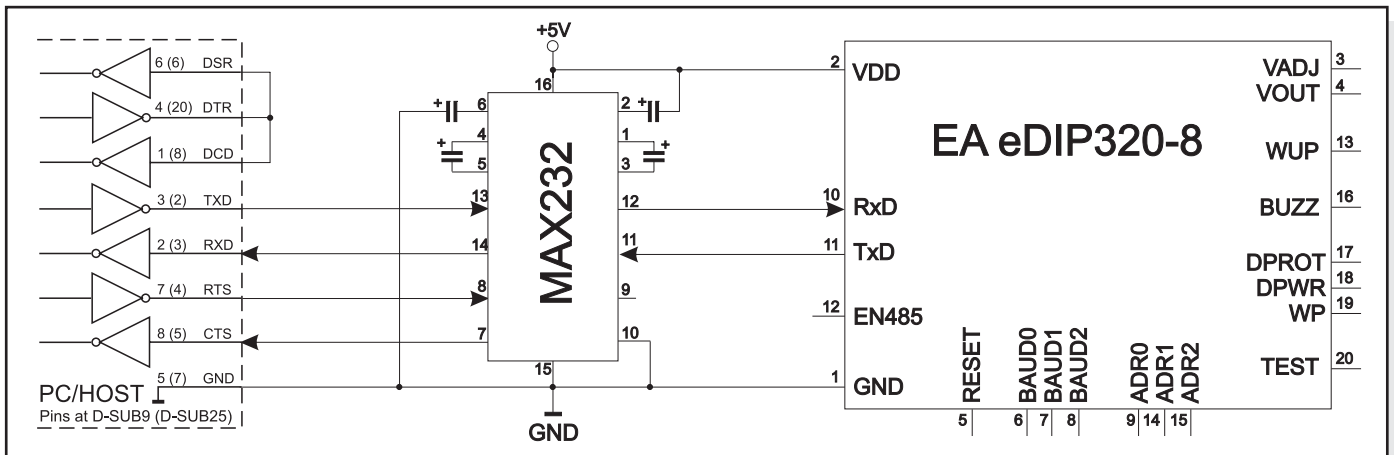 +5V
6 (6) DSR
4 (20) DTR
1 (8) DCD
3 (2) TXD
2 (3) RXD
7 (4) RTS
8 (5) CTS
5 (7) GND
PC/HOST
Pins at D-SUB9 (D-SUB25)
MAX232
16
+ 6
+ 4
5
13
14
8
7
15
2 +
1
+
3
12
11
9
10
GND
EA eDIP320-8
2 VDD
10 RxD
11 TxD
12 EN485
1 GND
RESET 5
BAUD0 6
BAUD1 7
BAUD2 8
ADR0 9
ADR1 14
ADR2 15
VADJ 3
VOUT 4
WUP 13
BUZZ 16
DPROT 17
DPWR 18
WP 19
TEST 20